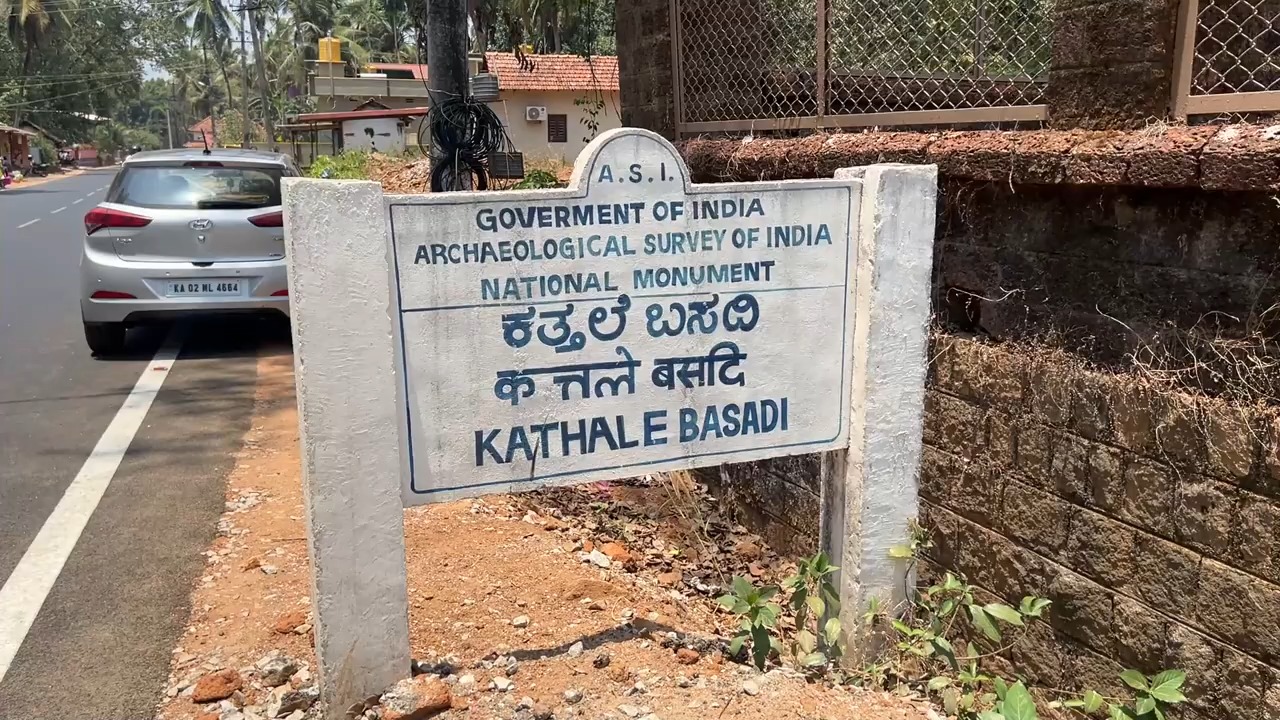 A.S.I.
GOVERMENT OF INDIA
ARCHAEOLOGICAL SURVEY OF INDIA
NATIONAL MONUMENT
ಕತ್ತಲೆ ಬಸದಿ
कत्तले बसदि
KATHALE BASADI
KA 02 ML 4664